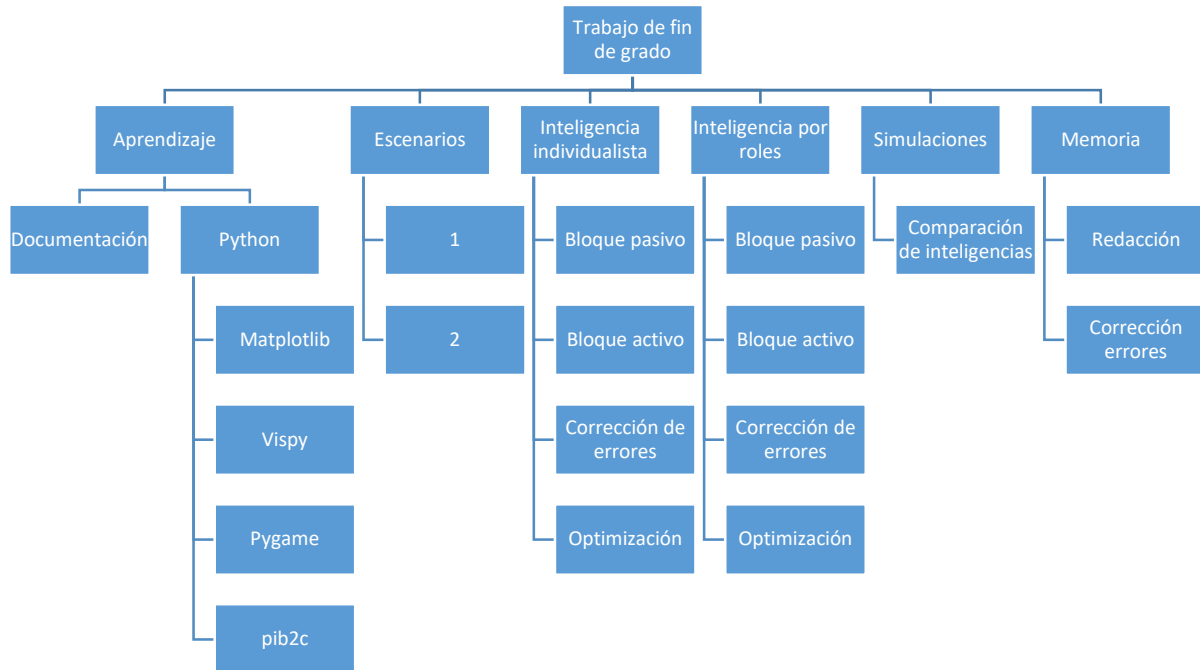 Trabajo de fin
de grado
Aprendizaje
Escenarios
Inteligencia
individualista
Inteligencia por
roles
Simulaciones
Memoria
Documentación
Python
1
Bloque pasivo
Bloque pasivo
Comparación
de inteligencias
Redacción
Matplotlib
2
Bloque activo
Bloque activo
Corrección
errores
Vispy
Corrección de
errores
Corrección de
errores
Pygame
Optimización
Optimización
pib2c